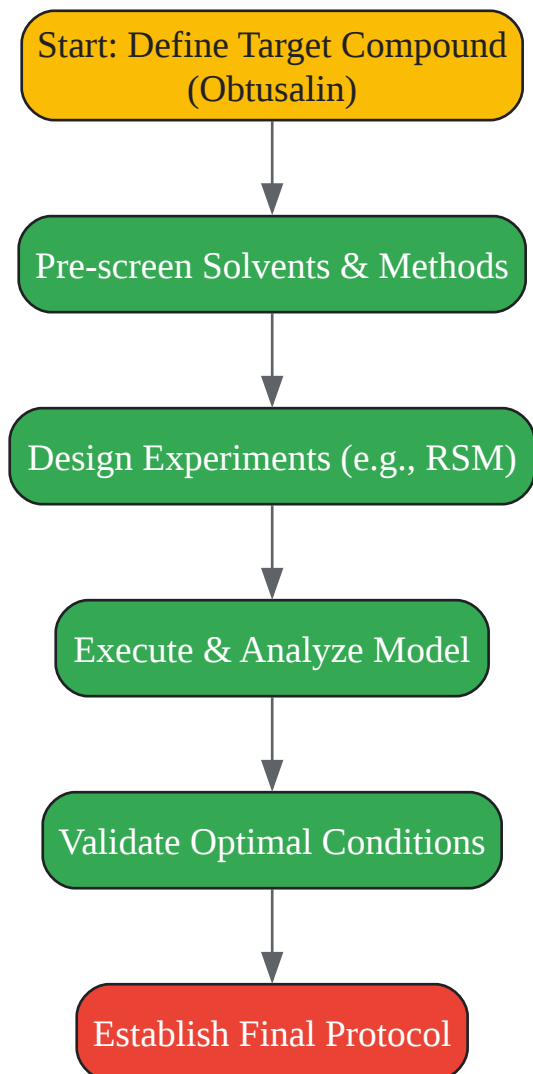 Start: Define Target Compound
(Obtusalin)
Pre-screen Solvents & Methods
Design Experiments (e.g., RSM)
Execute & Analyze Model
Validate Optimal Conditions
Establish Final Protocol